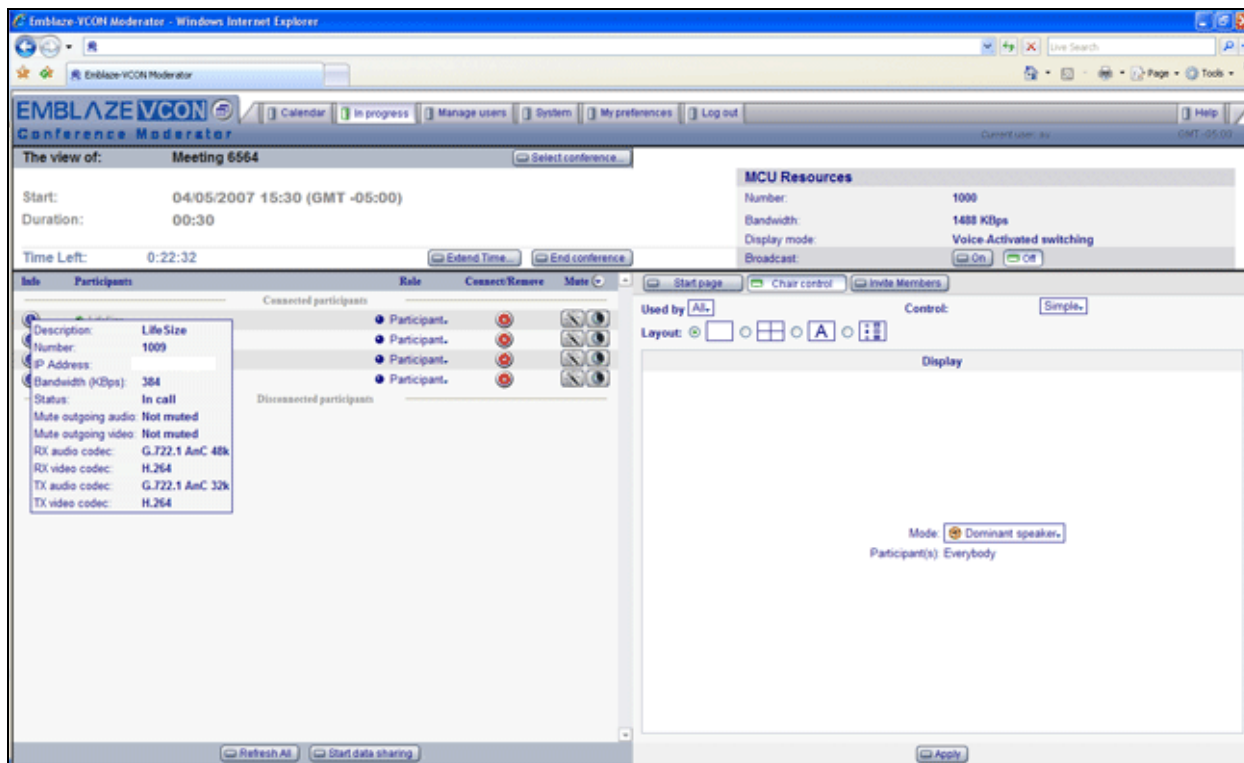 Emblaze-VCON Moderator - Windows Internet Explorer
Live Search
Emblaze-VCON Moderator
Page Tools
EMBLAZE VCON
Calendar In progress Manage users System My preferences Log out Help
Conference Moderator
Current user: su GMT -05:00
The view of: Meeting 6564 Select conference...
MCU Resources
Start: 04/05/2007 15:30 (GMT -05:00)
Number: 1000
Duration: 00:30
Bandwidth: 1488 KBps
Display mode: Voice-Activated switching
Time Left: 0:22:32 Extend Time... End conference
Broadcast: On Off
Info Participants Role Connect/Remove Mute
Start page Chair control Invite Members
Connected participants
Used by All Control: Simple
Layout: A
Participant
Participant
Participant
Participant
Disconnected participants
Description: LifeSize
Number: 1009
IP Address:
Bandwidth (KBps): 384
Status: In call
Mute outgoing audio: Not muted
Mute outgoing video: Not muted
RX audio codec: G.722.1 AnC 48k
RX video codec: H.264
TX audio codec: G.722.1 AnC 32k
TX video codec: H.264
Display
Mode: Dominant speaker
Participant(s): Everybody
Refresh All Start data sharing
Apply